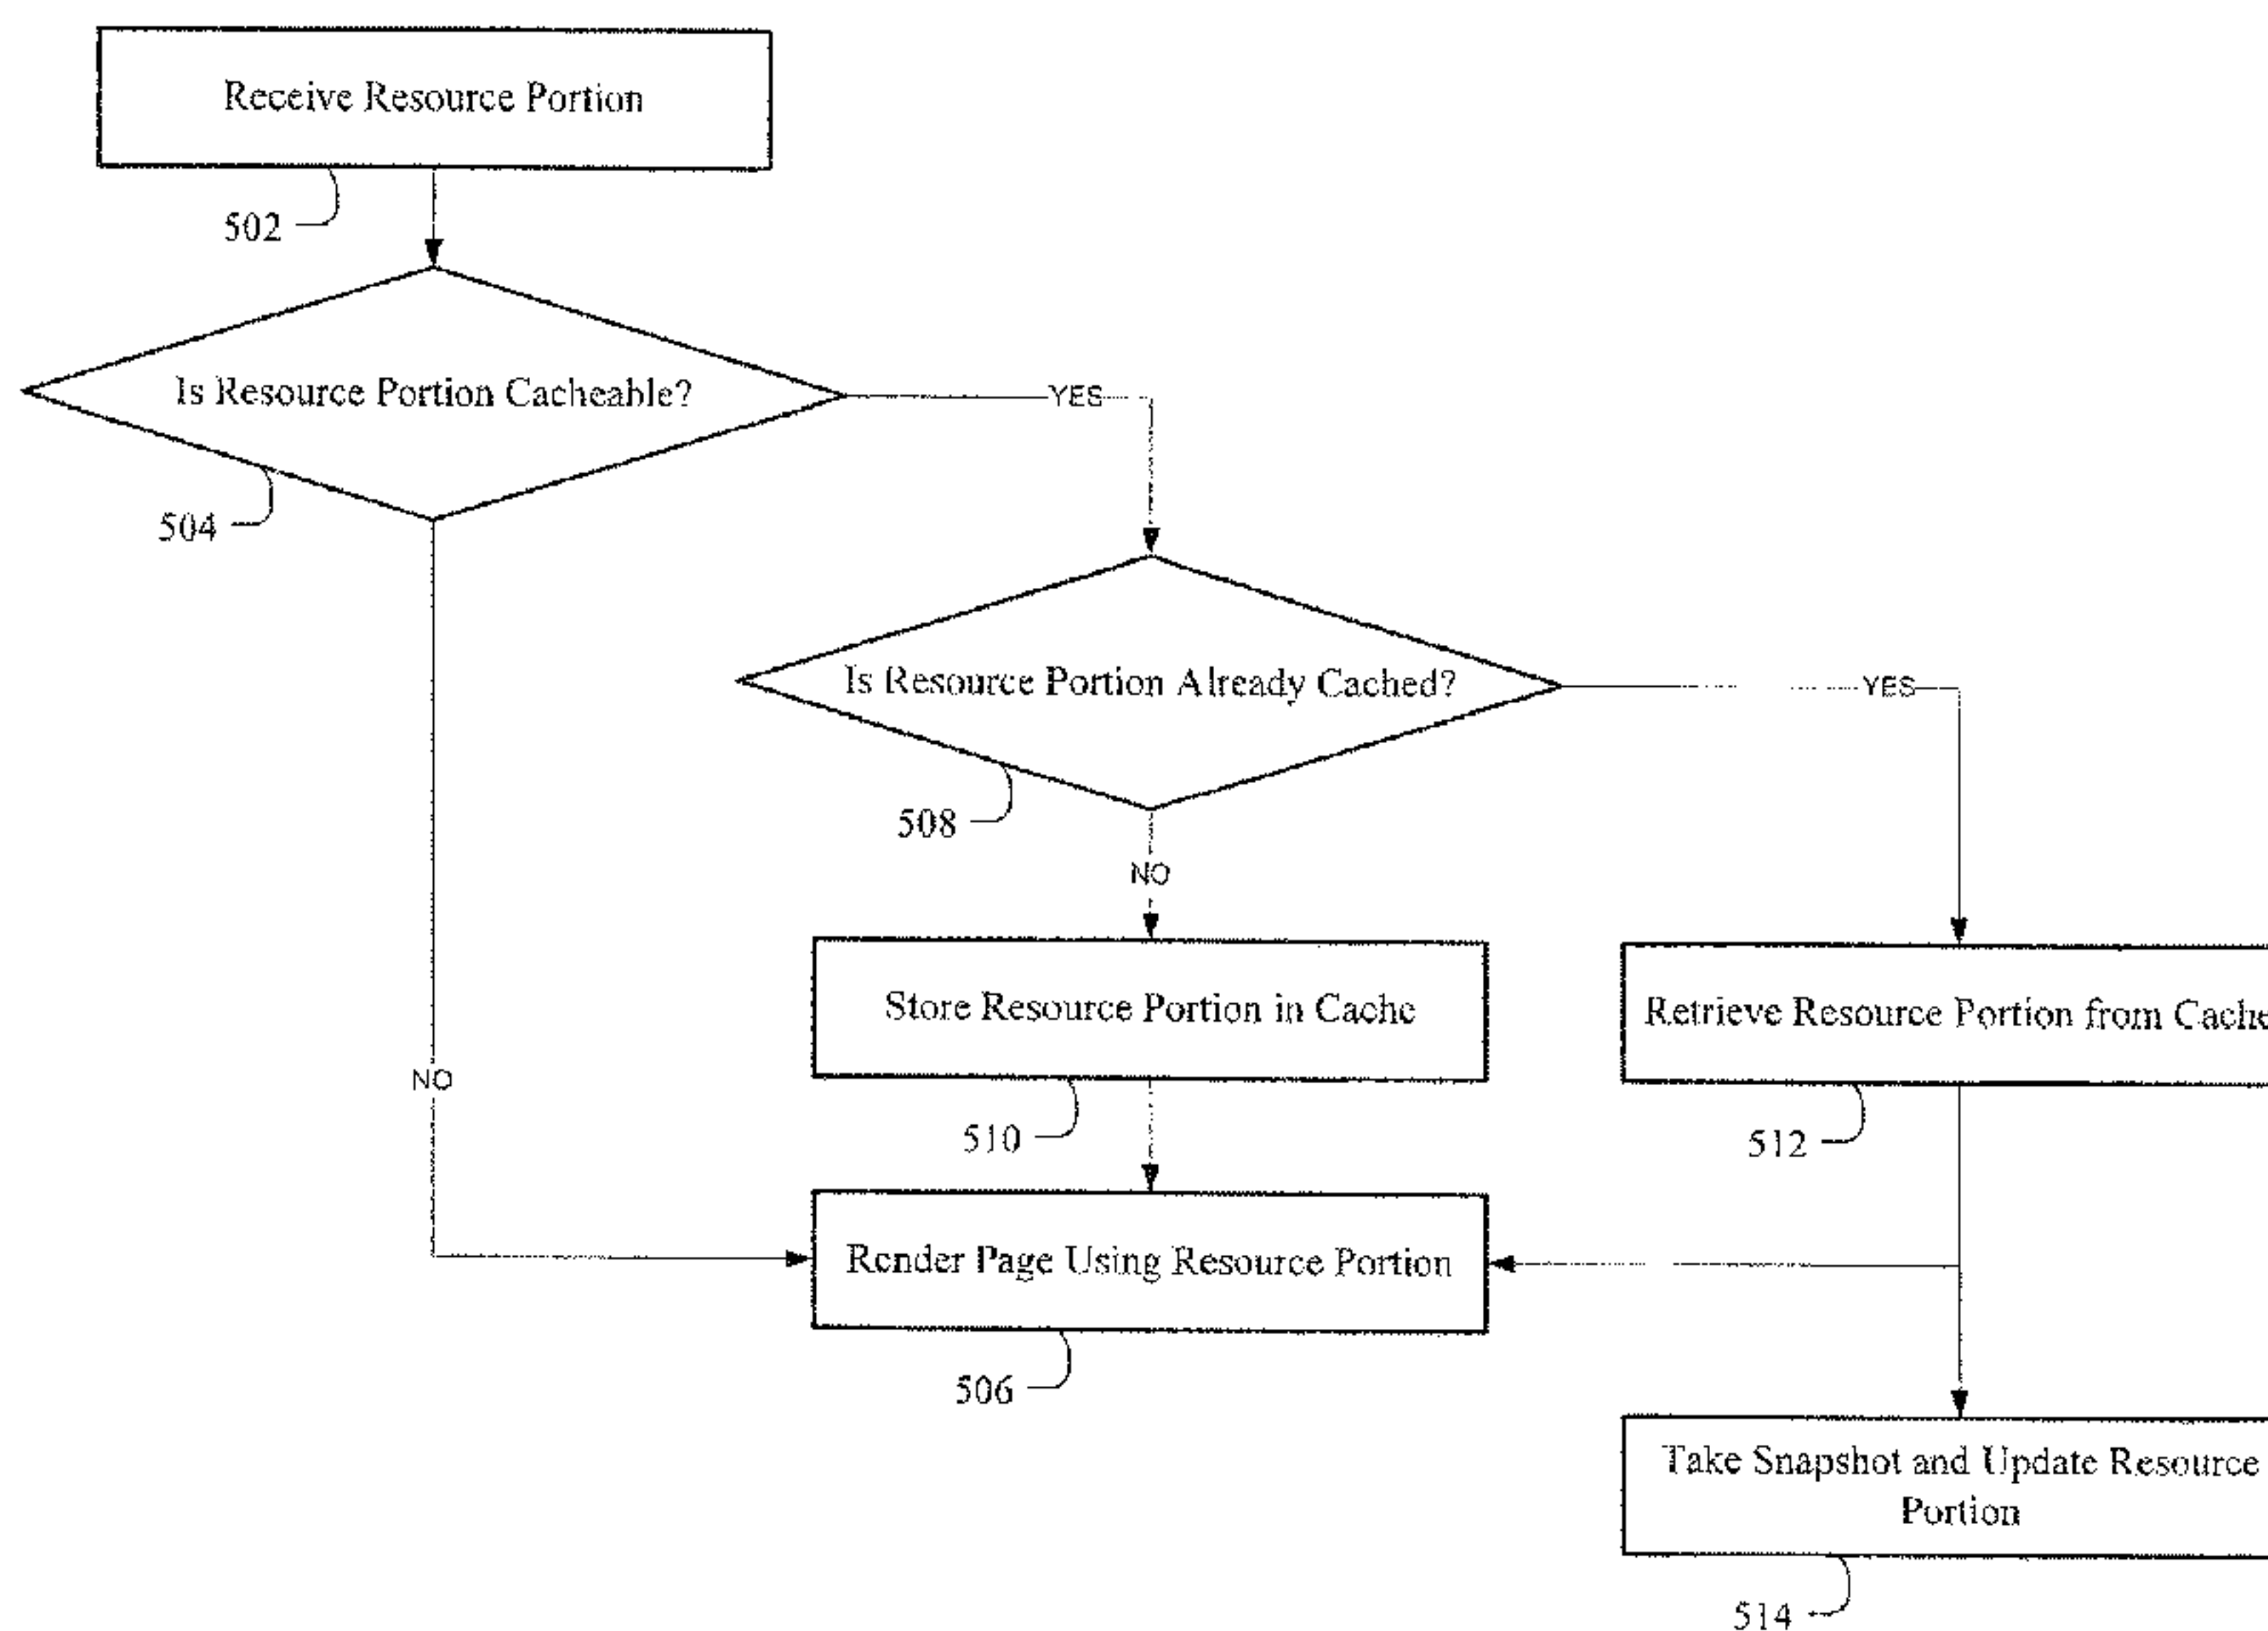 Receive Resource Portion
502
Is Resource Portion Cacheable?
YES
504
Is Resource Portion Already Cached?
YES
508
NO
Store Resource Portion in Cache
Retrieve Resource Portion from Cache
NO
510
512
Render Page Using Resource Portion
506
Take Snapshot and Update Resource
Portion
514